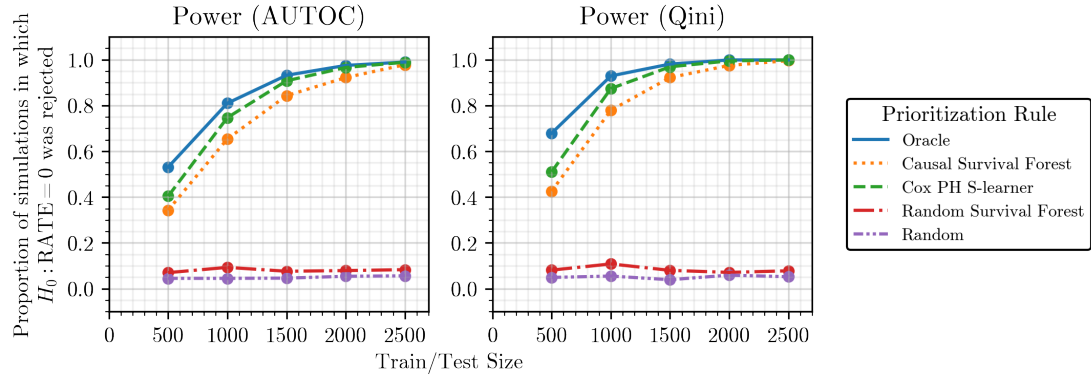 Power (AUTOC)
Power (Qini)
Proportion of simulations in which
H₀ : RATE = 0 was rejected
1.0
0.8
0.6
0.4
0.2
0.0
0 500 1000 1500 2000 2500
1.0
0.8
0.6
0.4
0.2
0.0
0 500 1000 1500 2000 2500
Train/Test Size
Prioritization Rule
Oracle
Causal Survival Forest
Cox PH S-learner
Random Survival Forest
Random